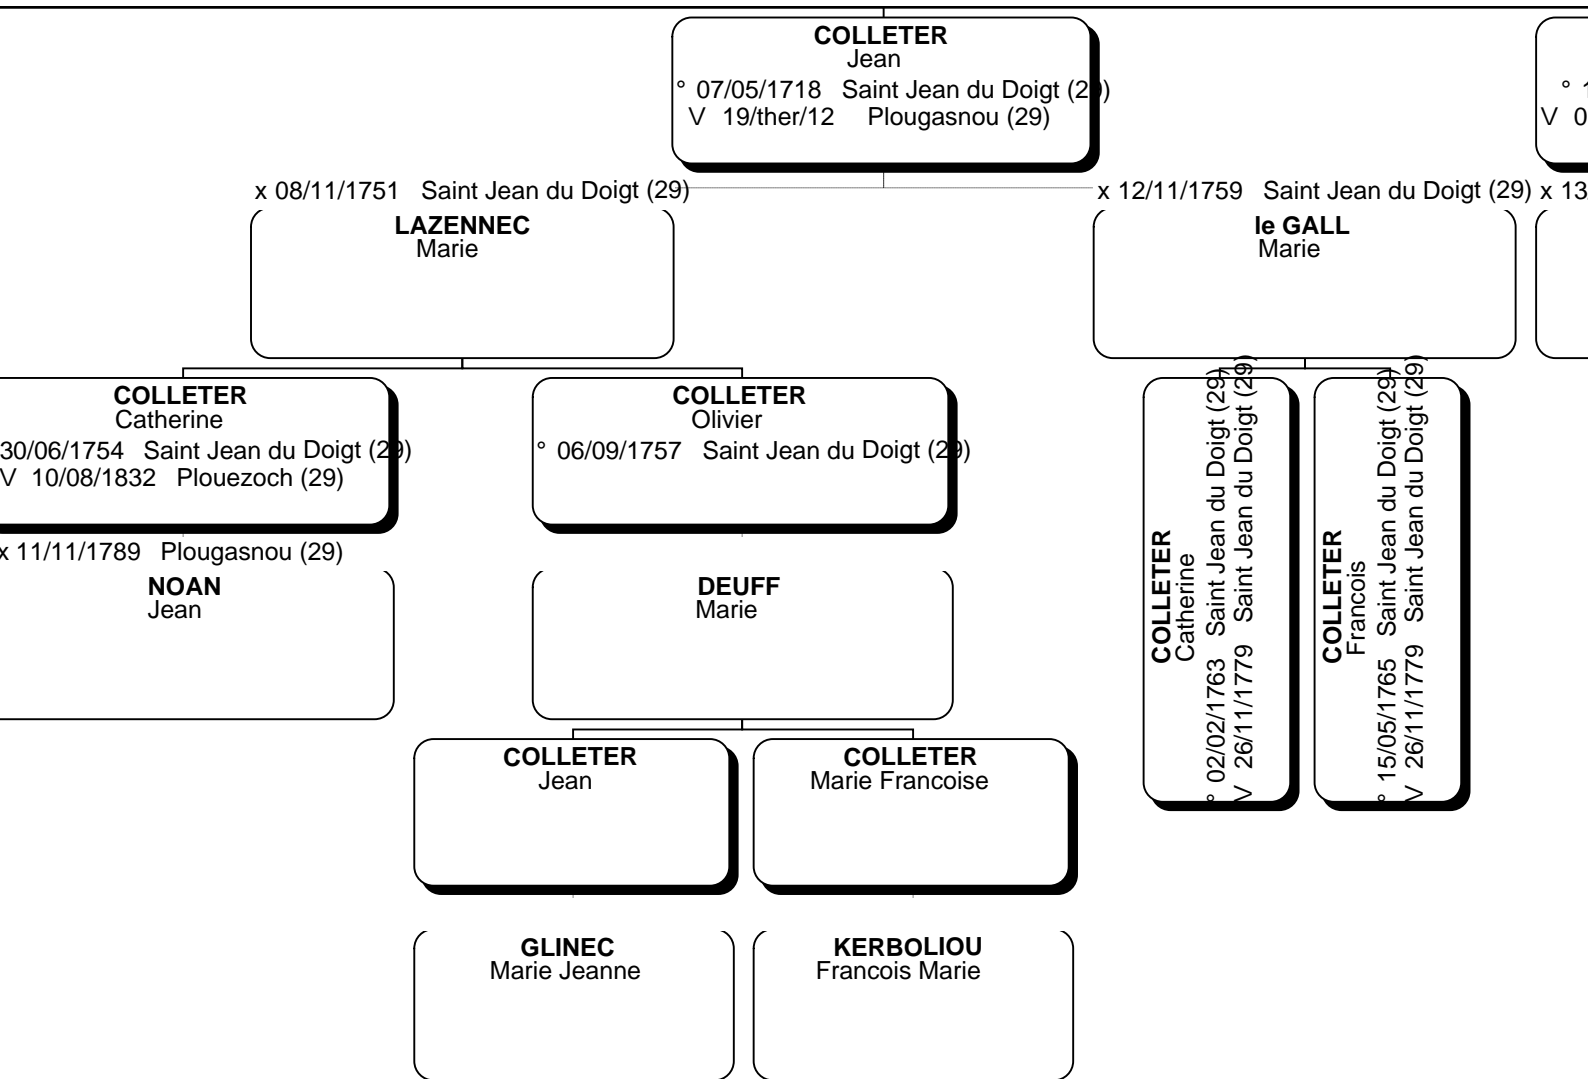 COLLETER
Jean
° 07/05/1718 Saint Jean du Doigt (29)
V 19/ther/12 Plougasnou (29)
° 1
V 0
x 08/11/1751 Saint Jean du Doigt (29)
x 12/11/1759 Saint Jean du Doigt (29)
x 13
LAZENNEC
Marie
le GALL
Marie
COLLETER
Catherine
30/06/1754 Saint Jean du Doigt (29)
V 10/08/1832 Plouezoch (29)
COLLETER
Olivier
° 06/09/1757 Saint Jean du Doigt (29)
COLLETER
Catherine
° 02/02/1763 Saint Jean du Doigt (29)
V 26/11/1779 Saint Jean du Doigt (29)
COLLETER
Francois
° 15/05/1765 Saint Jean du Doigt (29)
V 26/11/1779 Saint Jean du Doigt (29)
x 11/11/1789 Plougasnou (29)
NOAN
Jean
DEUFF
Marie
COLLETER
Jean
COLLETER
Marie Francoise
GLINEC
Marie Jeanne
KERBOLIOU
Francois Marie